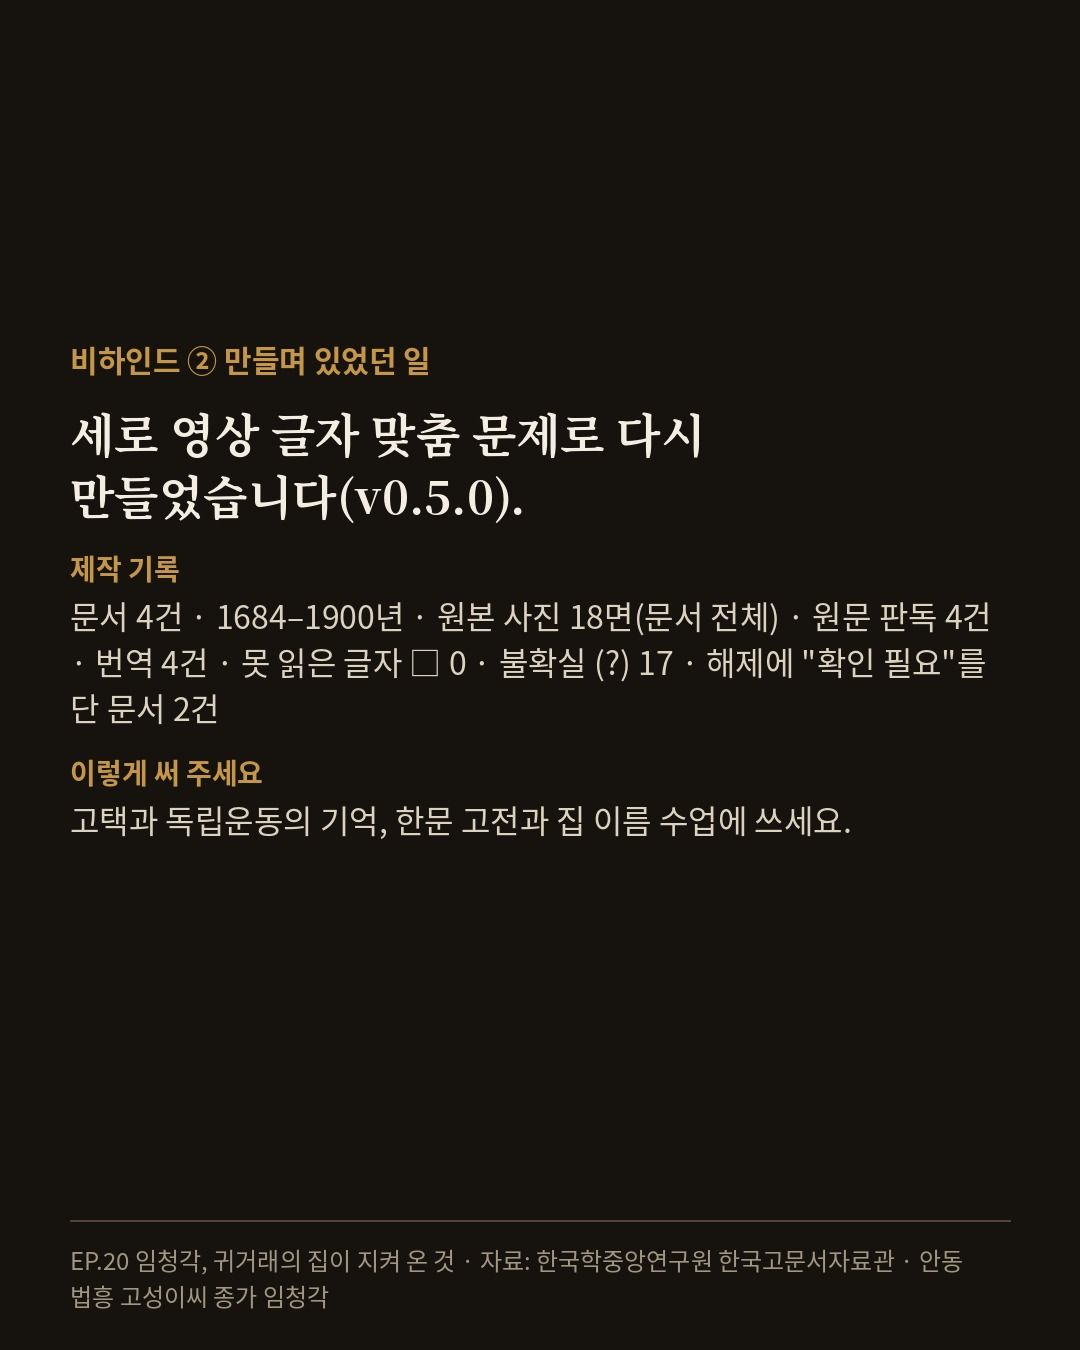 비하인드 ② 만들며 있었던 일
세로 영상 글자 맞춤 문제로 다시
만들었습니다(v0.5.0).
제작 기록
문서 4건 · 1684–1900년 · 원본 사진 18면(문서 전체) · 원문 판독 4건
· 번역 4건 · 못 읽은 글자 □ 0 · 불확실 (?) 17 · 해제에 "확인 필요"를
단 문서 2건
이렇게 써 주세요
고택과 독립운동의 기억, 한문 고전과 집 이름 수업에 쓰세요.
EP.20 임청각, 귀거래의 집이 지켜 온 것 · 자료: 한국학중앙연구원 한국고문서자료관 · 안동
법흥 고성이씨 종가 임청각